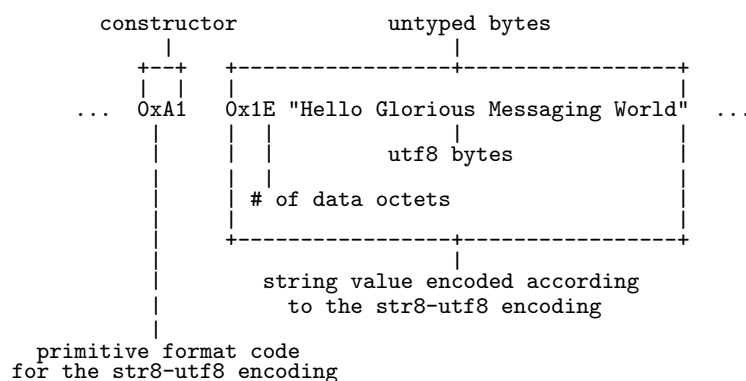 constructor untyped bytes
... 0xA1 0x1E "Hello Glorious Messaging World" ...
utf8 bytes
# of data octets
string value encoded according
to the str8-utf8 encoding
primitive format code
for the str8-utf8 encoding